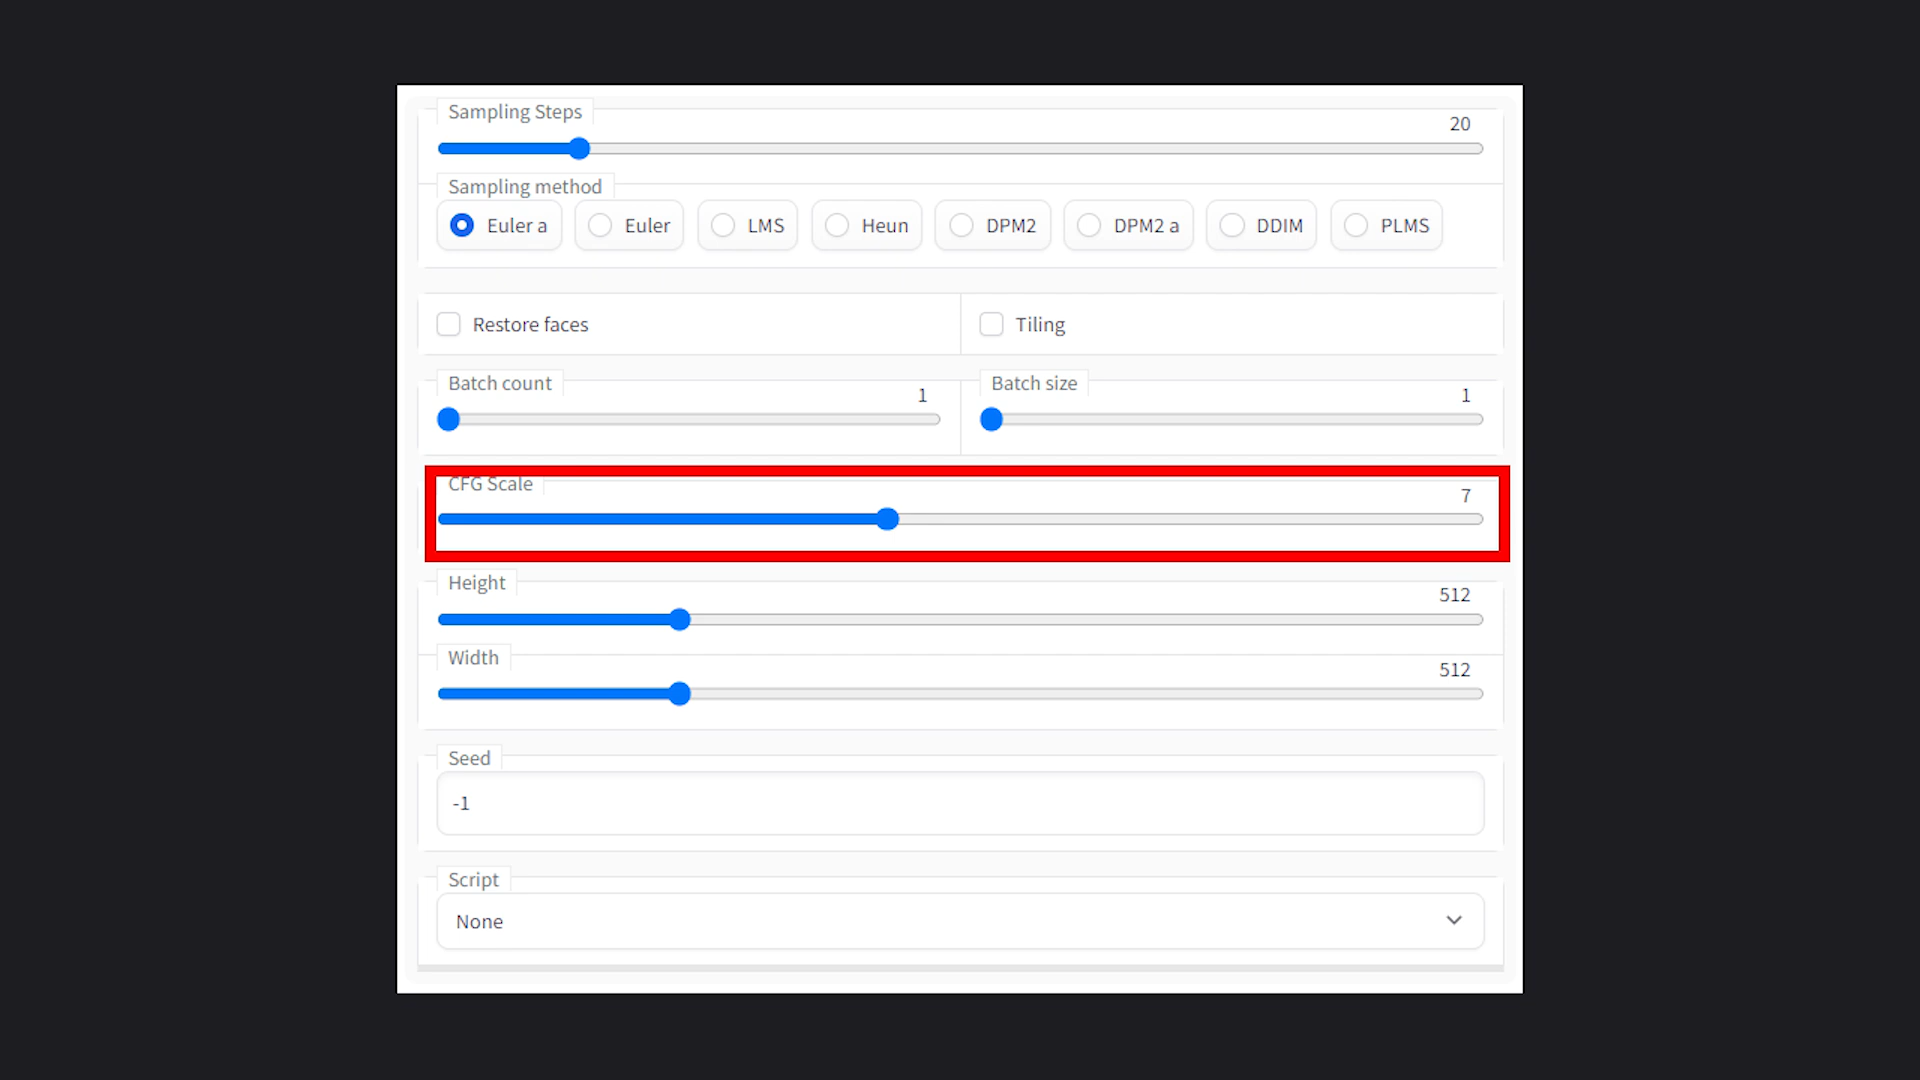 Sampling Steps
20
Sampling method
Euler a
Euler
LMS
Heun
DPM2
DPM2 a
DDIM
PLMS
Restore faces
Tiling
Batch count
1
Batch size
1
CFG Scale
7
Height
512
Width
512
Seed
-1
Script
None